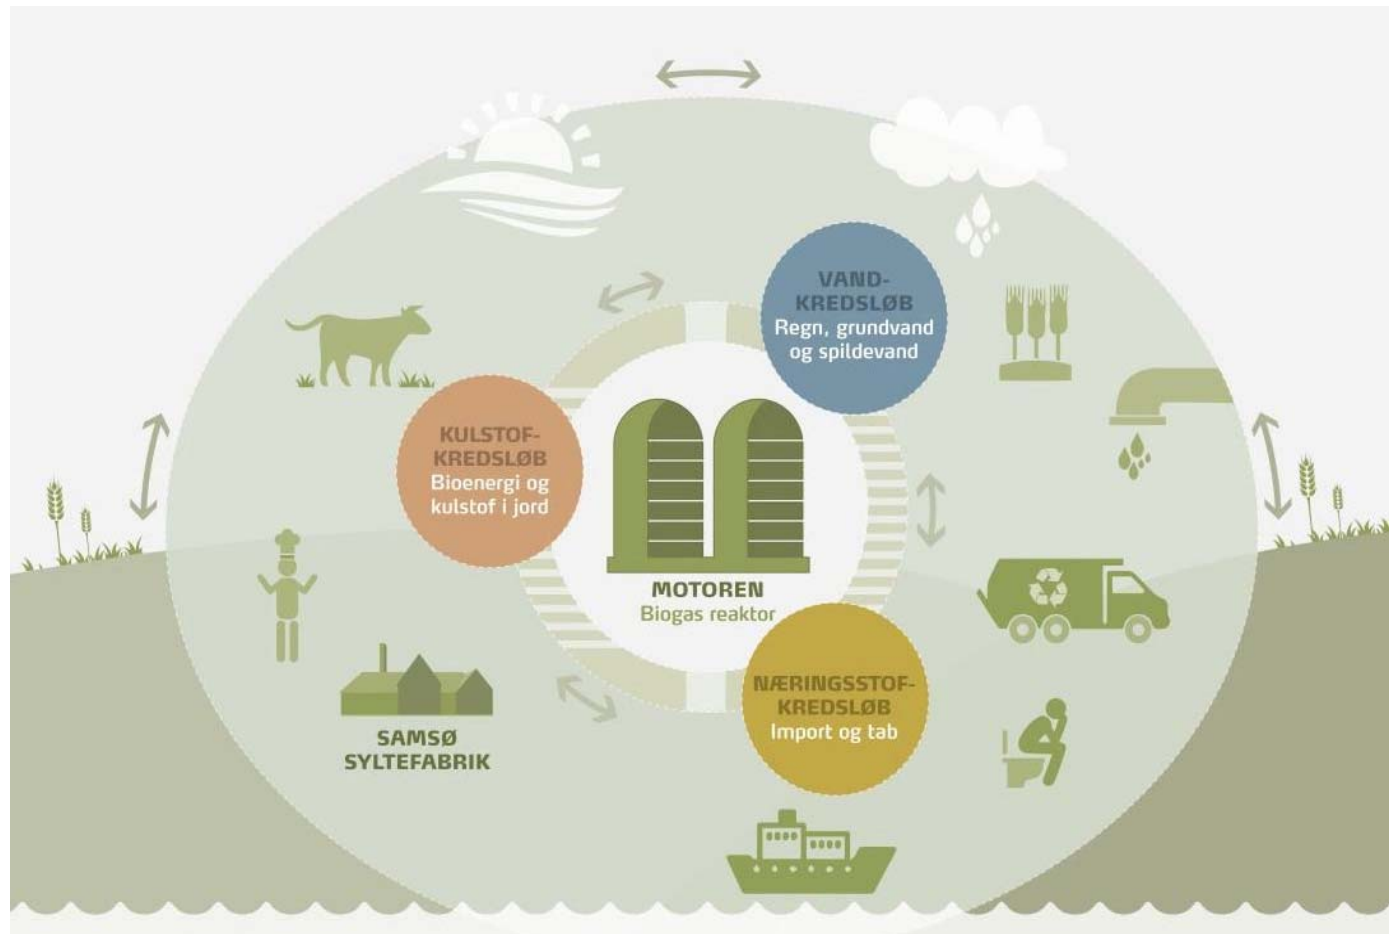 VAND-
KREDSLØB
Regn, grundvand
og spildevand
KULSTOF-
KREDSLØB
Bioenergi og
kulstof i jord
MOTOREN
Biogas reaktor
NÆRINGSSTOF-
KREDSLØB
Import og tab
SAMSØ
SYLTEFABRIK